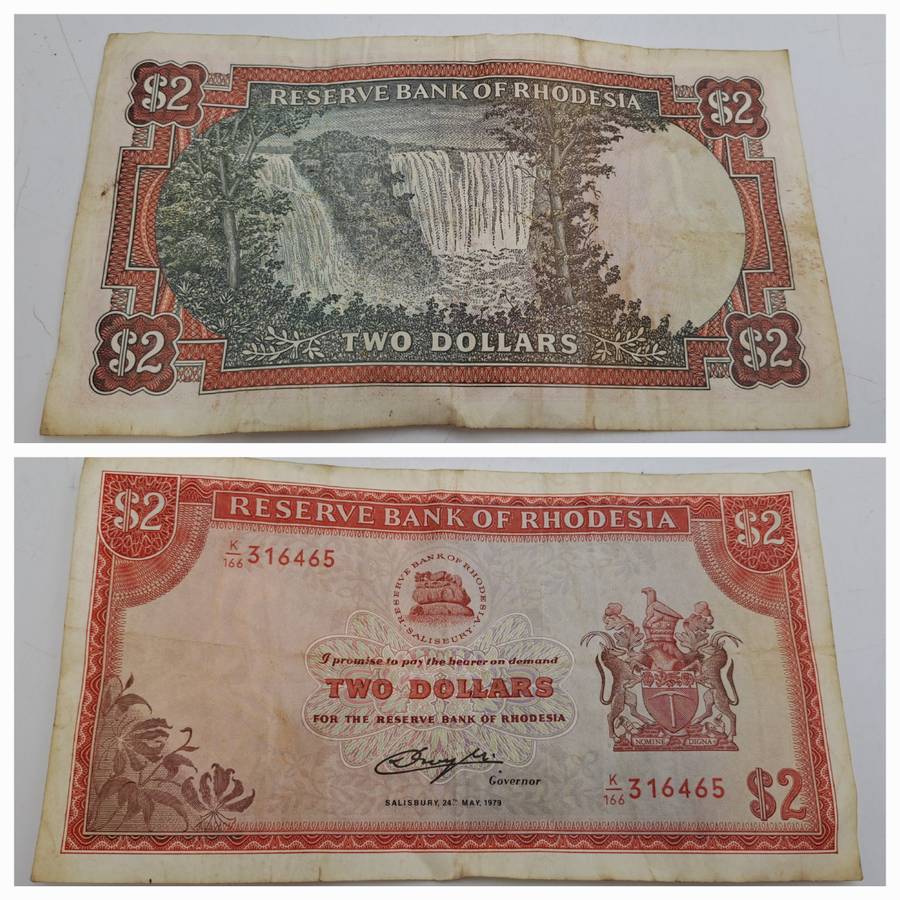 $2
RESERVE BANK OF RHODESIA
$2
$2
TWO DOLLARS
$2
$2
RESERVE BANK OF RHODESIA
$2
K/166 316465
RESERVE BANK OF RHODESIA
SALISBURY
I promise to pay the bearer on demand
TWO DOLLARS
FOR THE RESERVE BANK OF RHODESIA
NOMINE DIGNA
Governor
K/166 316465
$2
SALISBURY, 24TH MAY, 1979